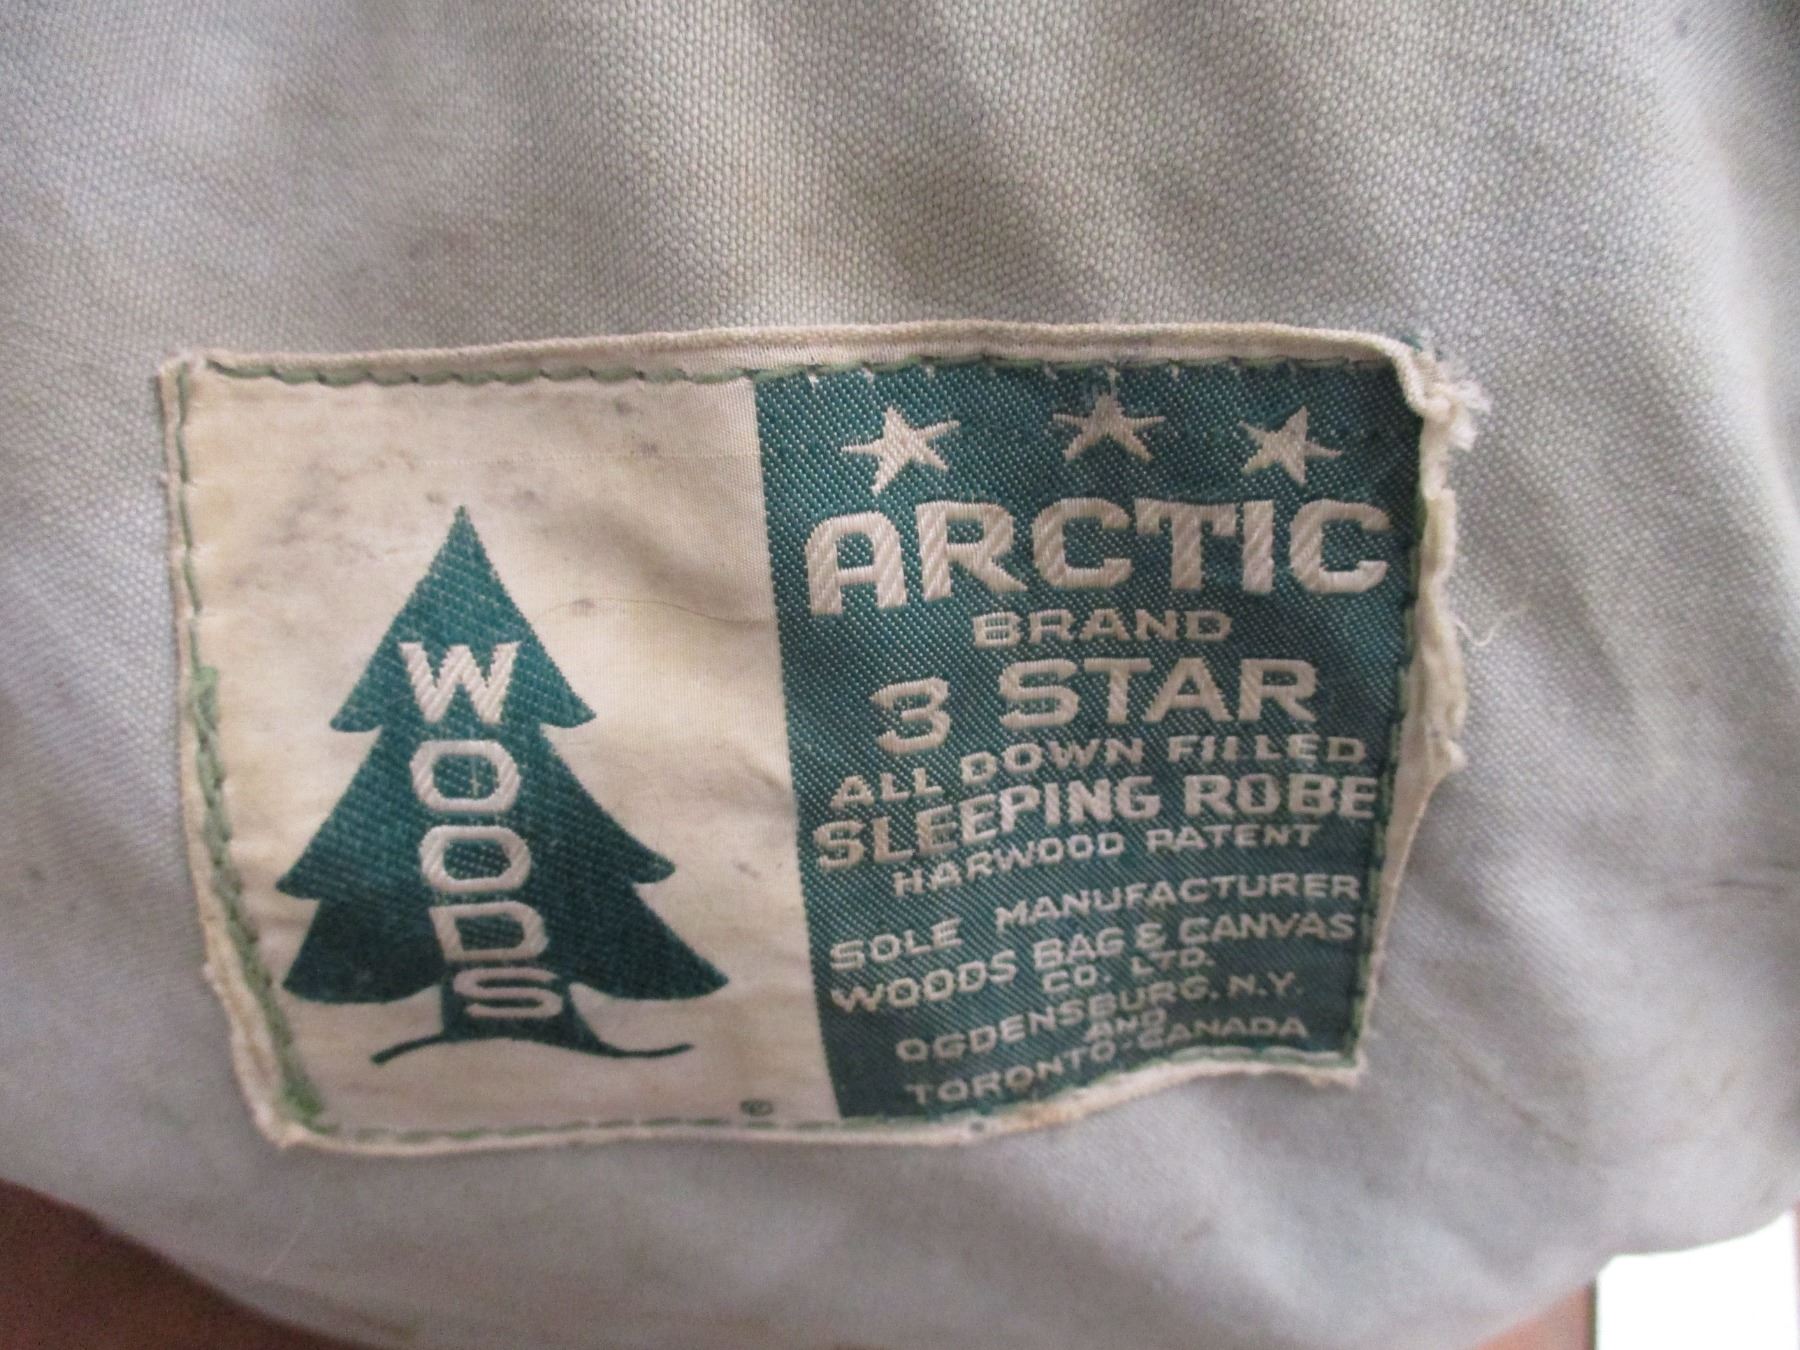 WOODS
©
ARCTIC
BRAND
3 STAR
ALL DOWN FILLED
SLEEPING ROBE
HARWOOD PATENT
SOLE MANUFACTURER
WOODS BAG & CANVAS
CO. LTD.
OGDENSBURG, N.Y.
AND
TORONTO-CANADA